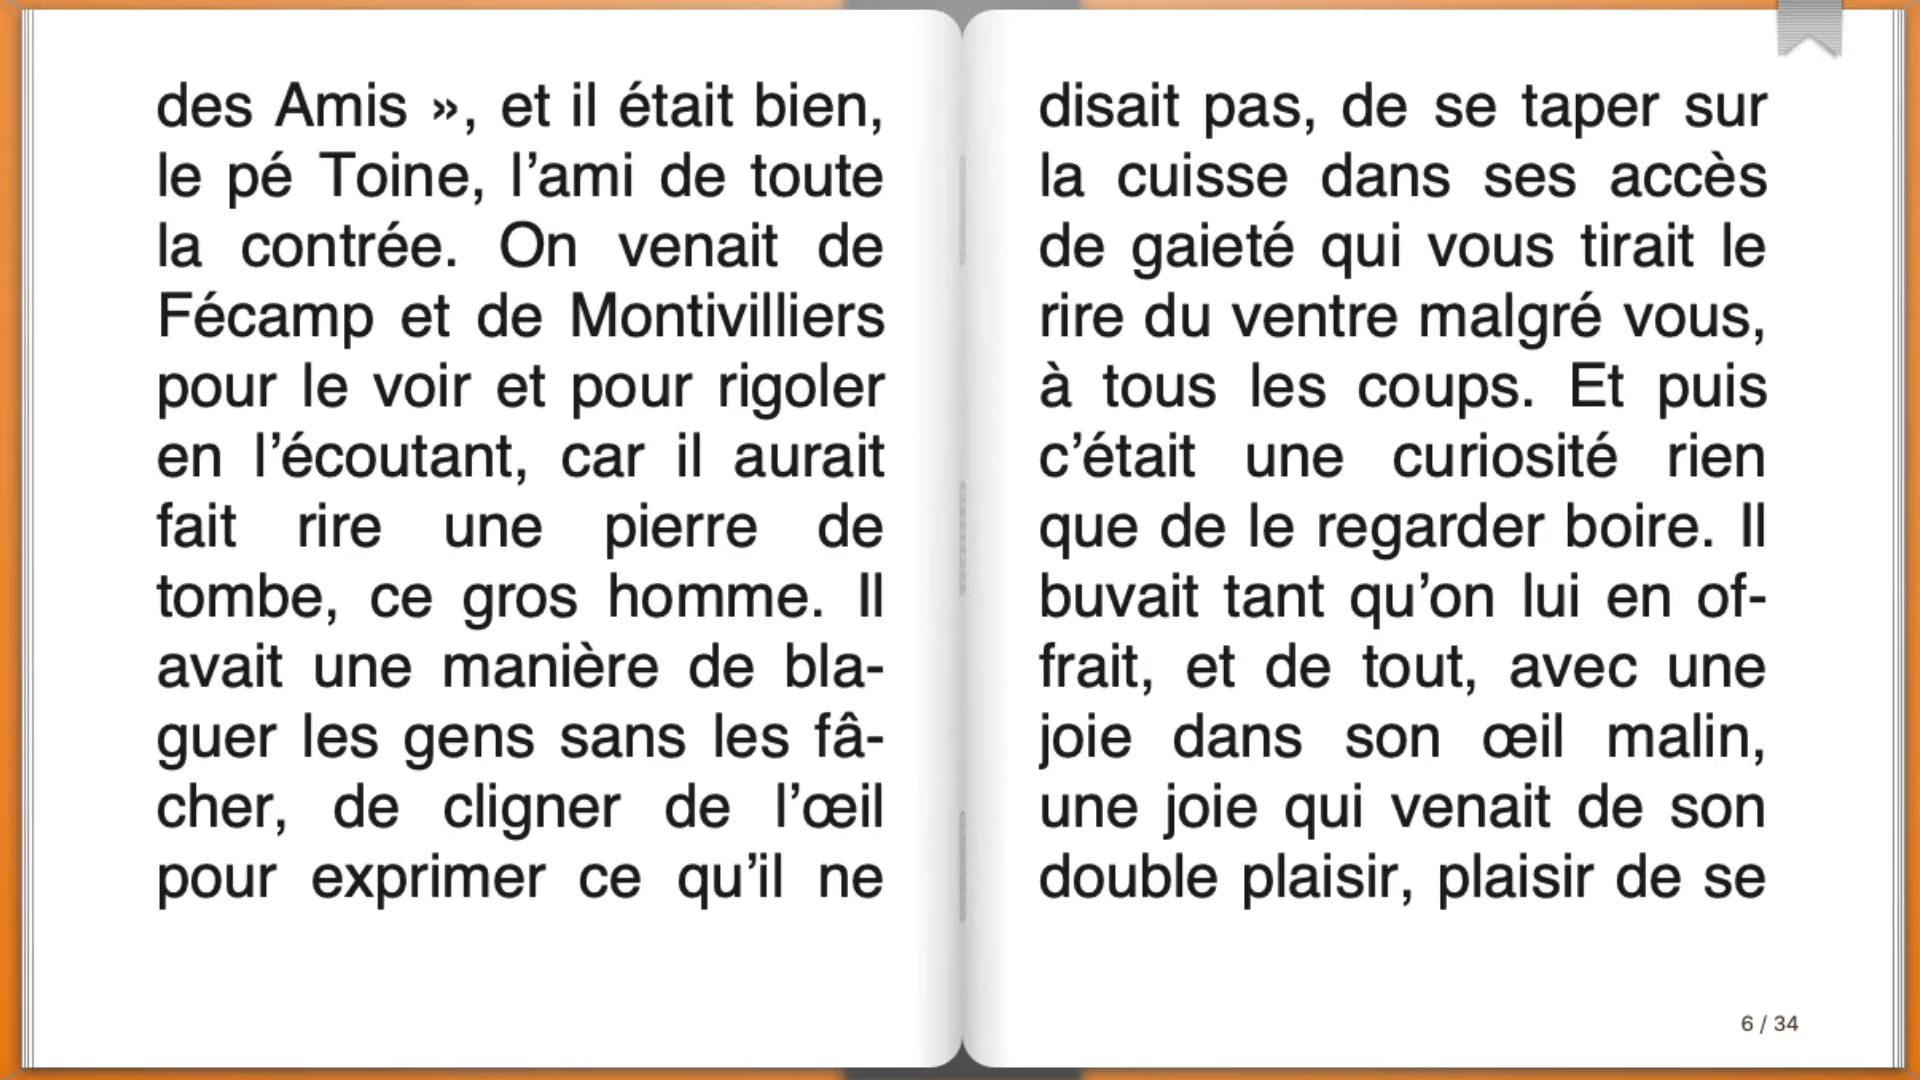 des Amis », et il était bien,
le pé Toine, l’ami de toute
la contrée. On venait de
Fécamp et de Montivilliers
pour le voir et pour rigoler
en l’écoutant, car il aurait
fait rire une pierre de
tombe, ce gros homme. Il
avait une manière de bla-
guer les gens sans les fâ-
cher, de cligner de l’œil
pour exprimer ce qu’il ne
disait pas, de se taper sur
la cuisse dans ses accès
de gaieté qui vous tirait le
rire du ventre malgré vous,
à tous les coups. Et puis
c’était une curiosité rien
que de le regarder boire. Il
buvait tant qu’on lui en of-
frait, et de tout, avec une
joie dans son œil malin,
une joie qui venait de son
double plaisir, plaisir de se
6 / 34